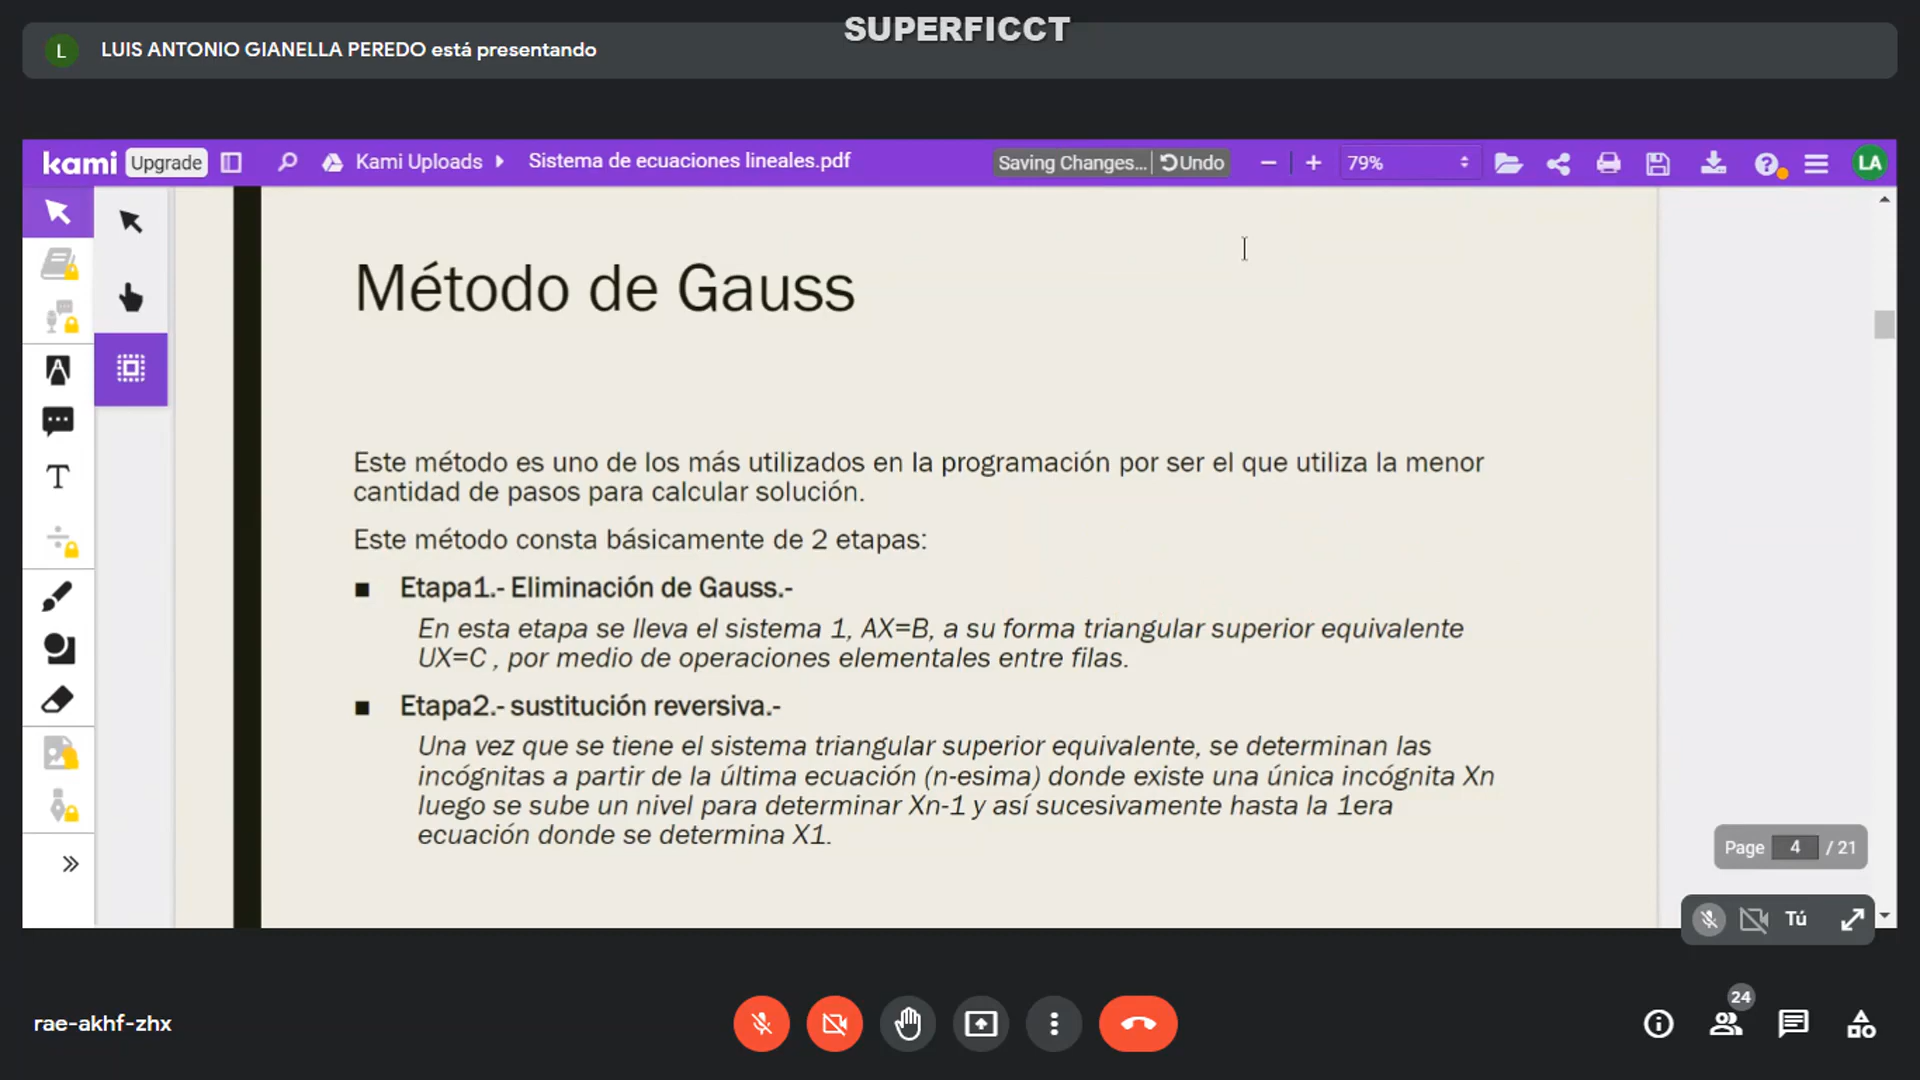 SUPERFICCT
L
LUIS ANTONIO GIANELLA PEREDO está presentando
kami Upgrade Kami Uploads Sistema de ecuaciones lineales.pdf Saving Changes... Undo 79% LA
Método de Gauss
Este método es uno de los más utilizados en la programación por ser el que utiliza la menor
cantidad de pasos para calcular solución.
Este método consta básicamente de 2 etapas:
■ Etapa1.- Eliminación de Gauss.-
En esta etapa se lleva el sistema 1, AX=B, a su forma triangular superior equivalente
UX=C , por medio de operaciones elementales entre filas.
■ Etapa2.- sustitución reversiva.-
Una vez que se tiene el sistema triangular superior equivalente, se determinan las
incógnitas a partir de la última ecuación (n-esima) donde existe una única incógnita Xn
luego se sube un nivel para determinar Xn-1 y así sucesivamente hasta la 1era
ecuación donde se determina X1.
Page 4 / 21
Tú
rae-akhf-zhx
24